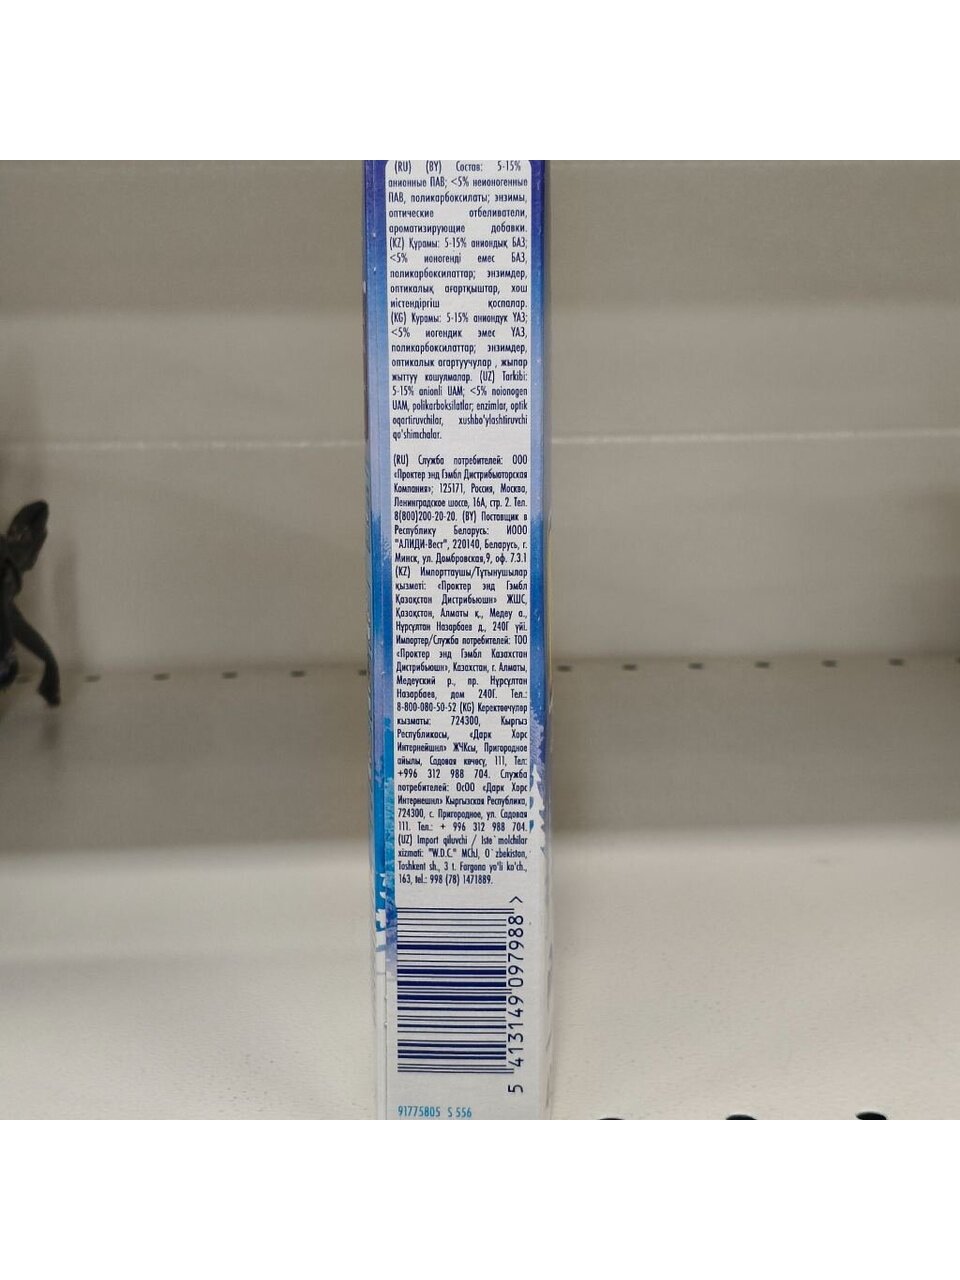 (RU) (BY) Состав: 5-15%
анионные ПАВ; <5% неионогенные
ПАВ, поликарбоксилаты; энзимы,
оптические отбеливатели,
ароматизирующие добавки.
(KZ) Құрамы: 5-15% аниондық БАЗ;
<5% ионогенді емес БАЗ,
поликарбоксилаттар; энзимдер,
оптикалық ағартқыштар, хош
иістендіргіш қоспалар.
(KG) Курамы: 5-15% аниондук YАЗ;
<5% иогендик эмес YАЗ,
поликарбоксилаттар; энзимдер,
оптикалык агартуучулар , жыпар
жыттуу кошулмалар. (UZ) Tarkibi:
5-15% anionli UAM; <5% noionogen
UAM, polikarboksilatlar; enzimlar, optik
oqartiruvchilar, xushbo'ylashtiruvchi
qo'shimchalar.
(RU) Служба потребителей: ООО
«Проктер энд Гэмбл Дистрибьюторская
Компания»; 125171, Россия, Москва,
Ленинградское шоссе, 16А, стр. 2. Тел.
8(800)200-20-20. (BY) Поставщик в
Республику Беларусь: ИООО
"АЛИДИ-Вест", 220140, Беларусь, г.
Минск, ул. Домбровская,9, оф. 7.3.1
(KZ) Импорттаушы/Тұтынушылар
қызметі: «Проктер энд Гэмбл
Қазақстан Дистрибьюшн» ЖШС,
Қазақстан, Алматы қ., Медеу а.,
Нұрсұлтан Назарбаев д., 240Г үйі.
Импортер/Служба потребителей: ТОО
«Проктер энд Гэмбл Казахстан
Дистрибьюшн», Казахстан, г. Алматы,
Медеуский р., пр. Нұрсұлтан
Назарбаев, дом 240Г. Тел.:
8-800-080-50-52 (KG) Керектөөчүлөр
кызматы: 724300, Кыргыз
Республикасы, «Дарк Хорс
Интернейшнл» ЖЧКсы, Пригородное
айылы, Садовая көчөсү, 111, Тел:
+996 312 988 704. Служба
потребителей: ОсОО «Дарк Хорс
Интернешнл» Кыргызская Республика,
724300, с. Пригородное, ул. Садовая
111. Тел.: + 996 312 988 704.
(UZ) Import qiluvchi / Iste`molchilar
xizmati: "W.D.C." MChJ, O`zbekiston,
Toshkent sh., 3 t. Fargona yo'li ko'ch.,
163, tel.: 998 (78) 1471889.
5 413149 097988 >
91775805 S 556